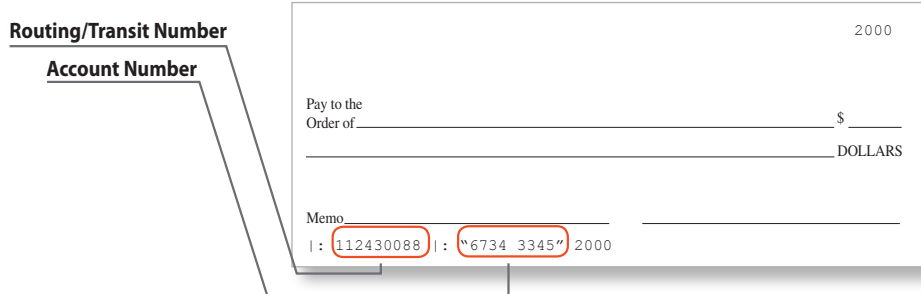 Routing/Transit Number
Account Number
2000
Pay to the
Order of $
DOLLARS
Memo
|: 112430088 |: “6734 3345” 2000